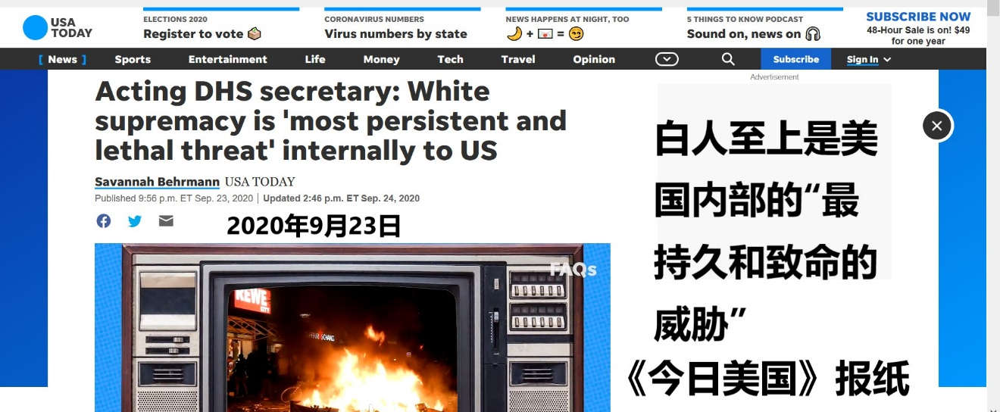 USA
TODAY
ELECTIONS 2020
Register to vote
CORONAVIRUS NUMBERS
Virus numbers by state
NEWS HAPPENS AT NIGHT, TOO
🌙 + 💌 = 😏
5 THINGS TO KNOW PODCAST
Sound, news on 🎧
SUBSCRIBE NOW
48-Hour Sale is on! $49
for one year
[ News ] Sports Entertainment Life Money Tech Travel Opinion Subscribe Sign In
Advertisement
Acting DHS secretary: White
supremacy is 'most persistent and
lethal threat' internally to US
Savannah Behrmann USA TODAY
Published 9:56 p.m. ET Sep. 23, 2020 | Updated 2:46 p.m. ET Sep. 24, 2020
2020年9月23日
FAQs
REWE
CITY
白人至上是美
国内部的“最
持久和致命的
威胁”
《今日美国》报纸